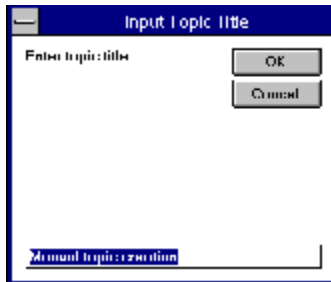 Input Topic Title
Enter topic title
OK
Cancel
Manual topic creation